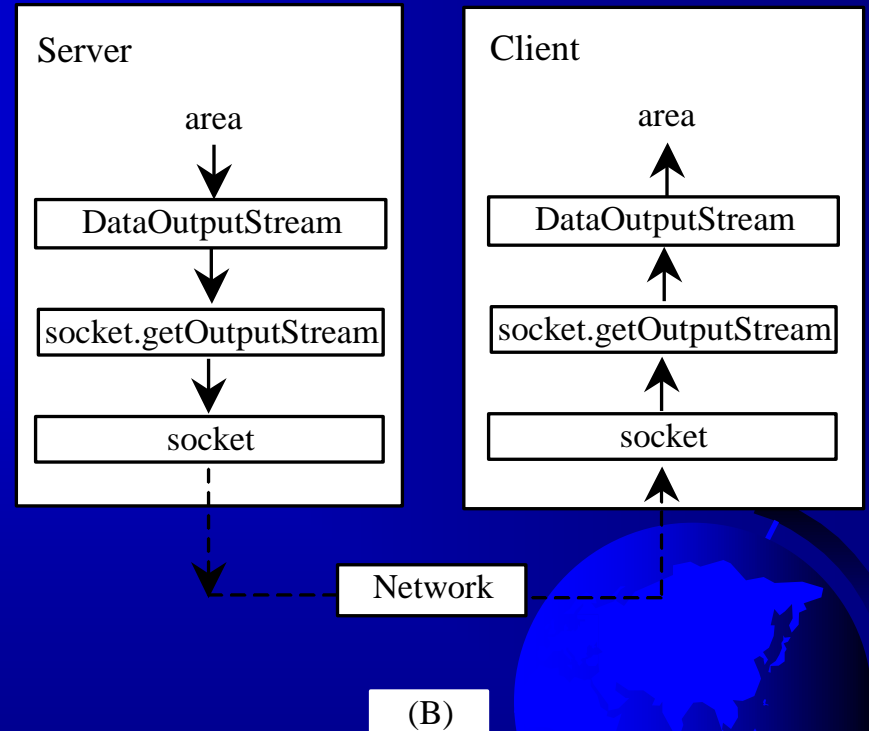 Server
area
DataOutputStream
socket.getOutputStream
socket
Client
area
DataOutputStream
socket.getOutputStream
socket
Network
(B)